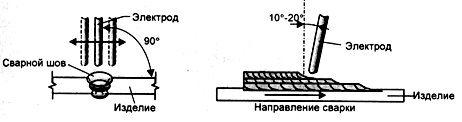 Электрод
90°
Сварной шов
Изделие
10°-20°
Электрод
Изделие
Направление сварки